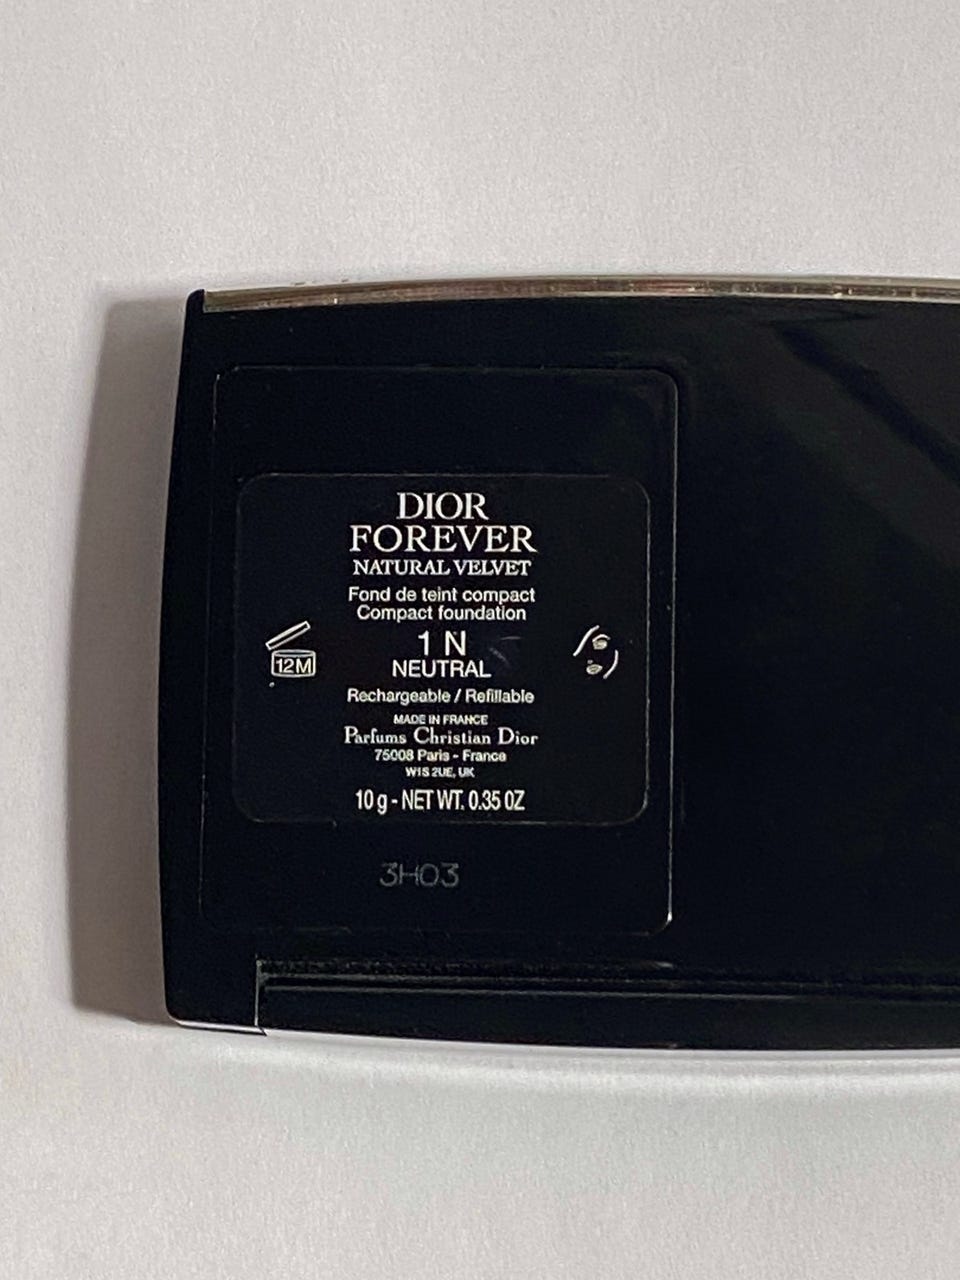 DIOR
FOREVER
NATURAL VELVET
Fond de teint compact
Compact foundation
1 N
NEUTRAL
12M
Rechargeable / Refillable
MADE IN FRANCE
Parfums Christian Dior
75008 Paris - France
W1S 2UE, UK
10 g - NET WT. 0.35 OZ
3H03